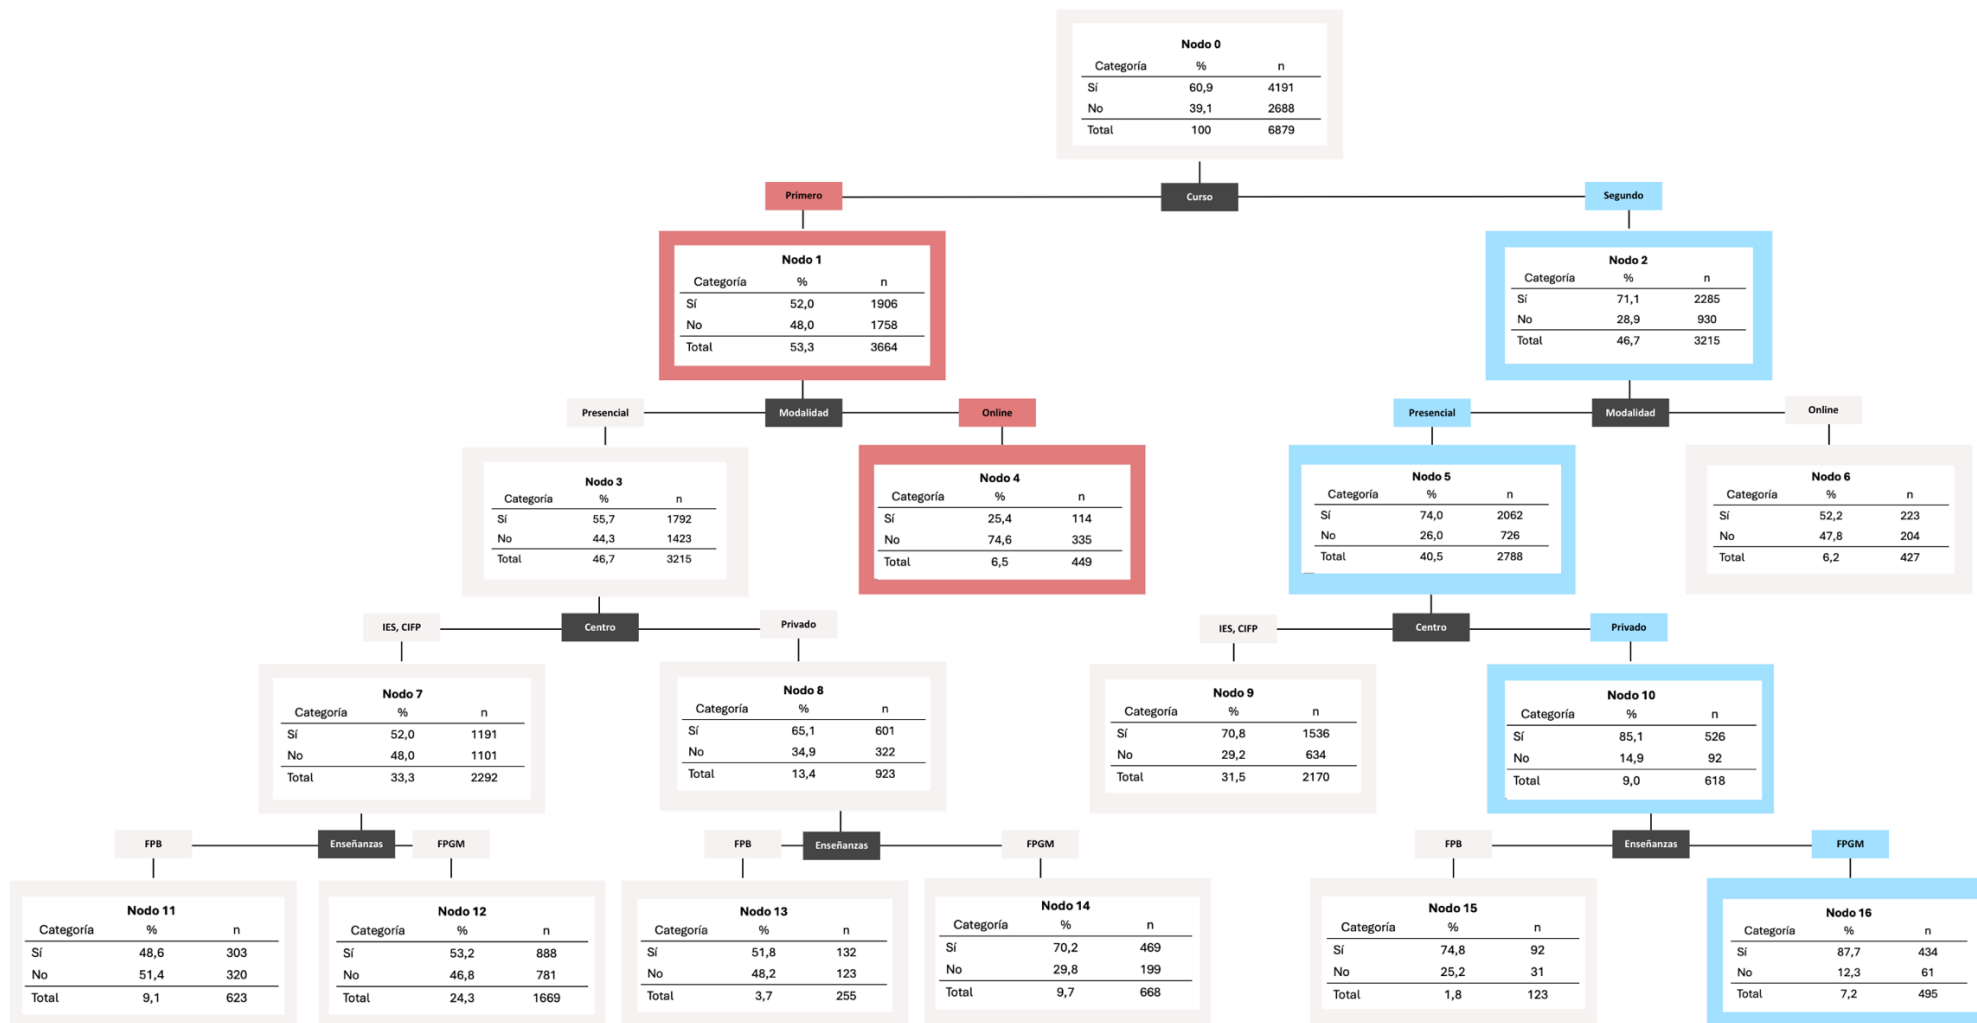 Nodo 0
Categoría % n
Sí 60,9 4191
No 39,1 2688
Total 100 6879
Primero Curso Segundo
Nodo 1
Categoría % n
Sí 52,0 1906
No 48,0 1758
Total 53,3 3664
Nodo 2
Categoría % n
Sí 71,1 2285
No 28,9 930
Total 46,7 3215
Presencial Modalidad Online
Presencial Modalidad Online
Nodo 3
Categoría % n
Sí 55,7 1792
No 44,3 1423
Total 46,7 3215
Nodo 4
Categoría % n
Sí 25,4 114
No 74,6 335
Total 6,5 449
Nodo 5
Categoría % n
Sí 74,0 2062
No 26,0 726
Total 40,5 2788
Nodo 6
Categoría % n
Sí 52,2 223
No 47,8 204
Total 6,2 427
IES, CIFP Centro Privado
IES, CIFP Centro Privado
Nodo 7
Categoría % n
Sí 52,0 1191
No 48,0 1101
Total 33,3 2292
Nodo 8
Categoría % n
Sí 65,1 601
No 34,9 322
Total 13,4 923
Nodo 9
Categoría % n
Sí 70,8 1536
No 29,2 634
Total 31,5 2170
Nodo 10
Categoría % n
Sí 85,1 526
No 14,9 92
Total 9,0 618
FPB Enseñanzas FPGM
FPB Enseñanzas FPGM
FPB Enseñanzas FPGM
Nodo 11
Categoría % n
Sí 48,6 303
No 51,4 320
Total 9,1 623
Nodo 12
Categoría % n
Sí 53,2 888
No 46,8 781
Total 24,3 1669
Nodo 13
Categoría % n
Sí 51,8 132
No 48,2 123
Total 3,7 255
Nodo 14
Categoría % n
Sí 70,2 469
No 29,8 199
Total 9,7 668
Nodo 15
Categoría % n
Sí 74,8 92
No 25,2 31
Total 1,8 123
Nodo 16
Categoría % n
Sí 87,7 434
No 12,3 61
Total 7,2 495